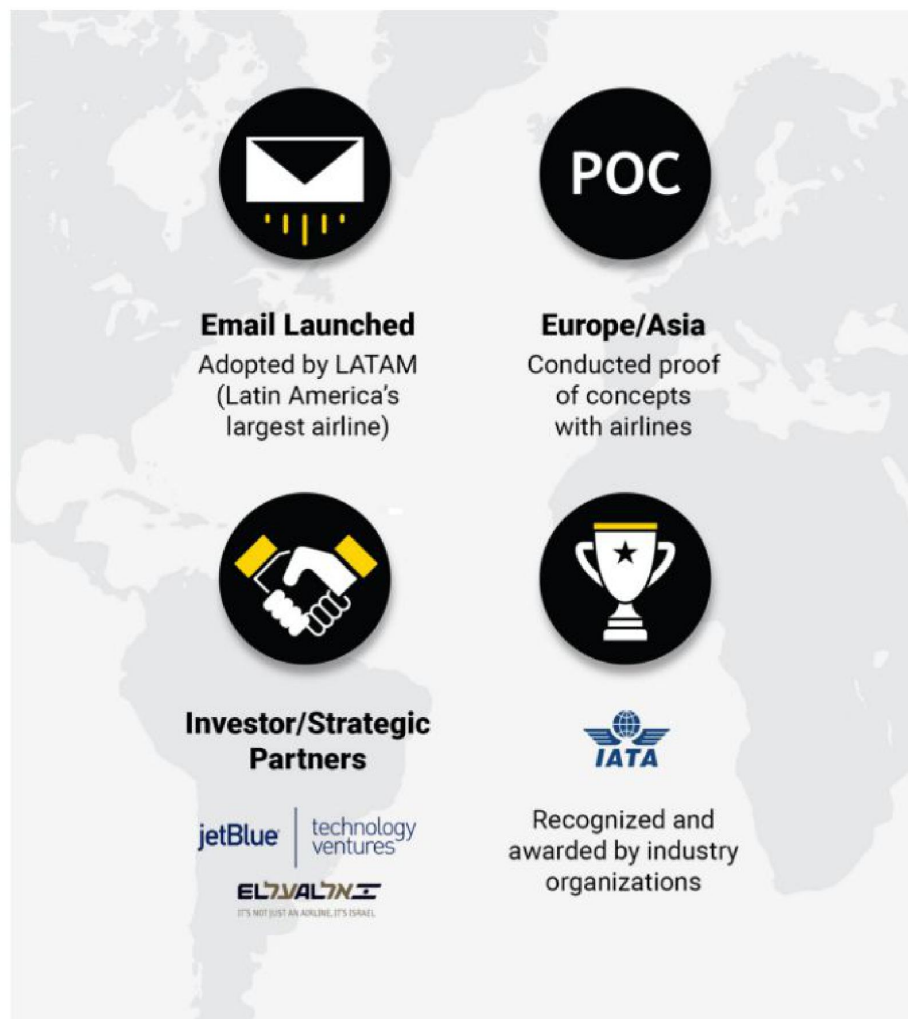 POC
Email Launched
Adopted by LATAM
(Latin America’s
largest airline)
Europe/Asia
Conducted proof
of concepts
with airlines
Investor/Strategic
Partners
jetBlue
technology
ventures
ELאלעלAL
IT'S NOT JUST AN AIRLINE, IT'S ISRAEL
IATA
Recognized and
awarded by industry
organizations